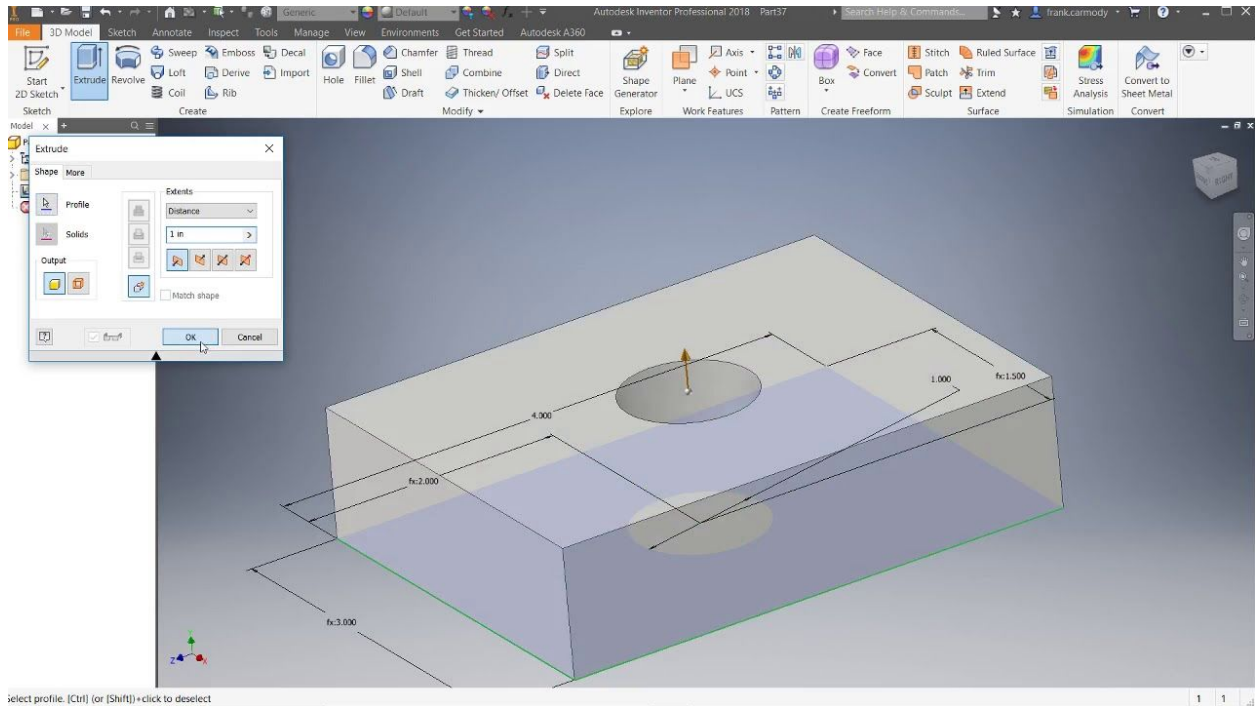 Generic Default Autodesk Inventor Professional 2018 Part37 Search Help & Commands... frank.carmody
File 3D Model Sketch Annotate Inspect Tools Manage View Environments Get Started Autodesk A360
Sweep Emboss Decal Chamfer Thread Split Axis Face Stitch Ruled Surface
Start 2D Sketch Extrude Revolve Loft Derive Import Hole Fillet Shell Combine Direct Shape Generator Plane Point Box Convert Patch Trim Stress Analysis Convert to Sheet Metal
Coil Rib Draft Thicken/ Offset Delete Face UCS Sculpt Extend
Sketch Create Modify Explore Work Features Pattern Create Freeform Surface Simulation Convert
Model
Extrude
Shape More
Extents
Profile Distance
Solids 1 in
Output
Match shape
OK Cancel
1.000
fx:1.500
4.000
fx:2.000
fx:3.000
Select profile. [Ctrl] (or [Shift])+click to deselect
1 1